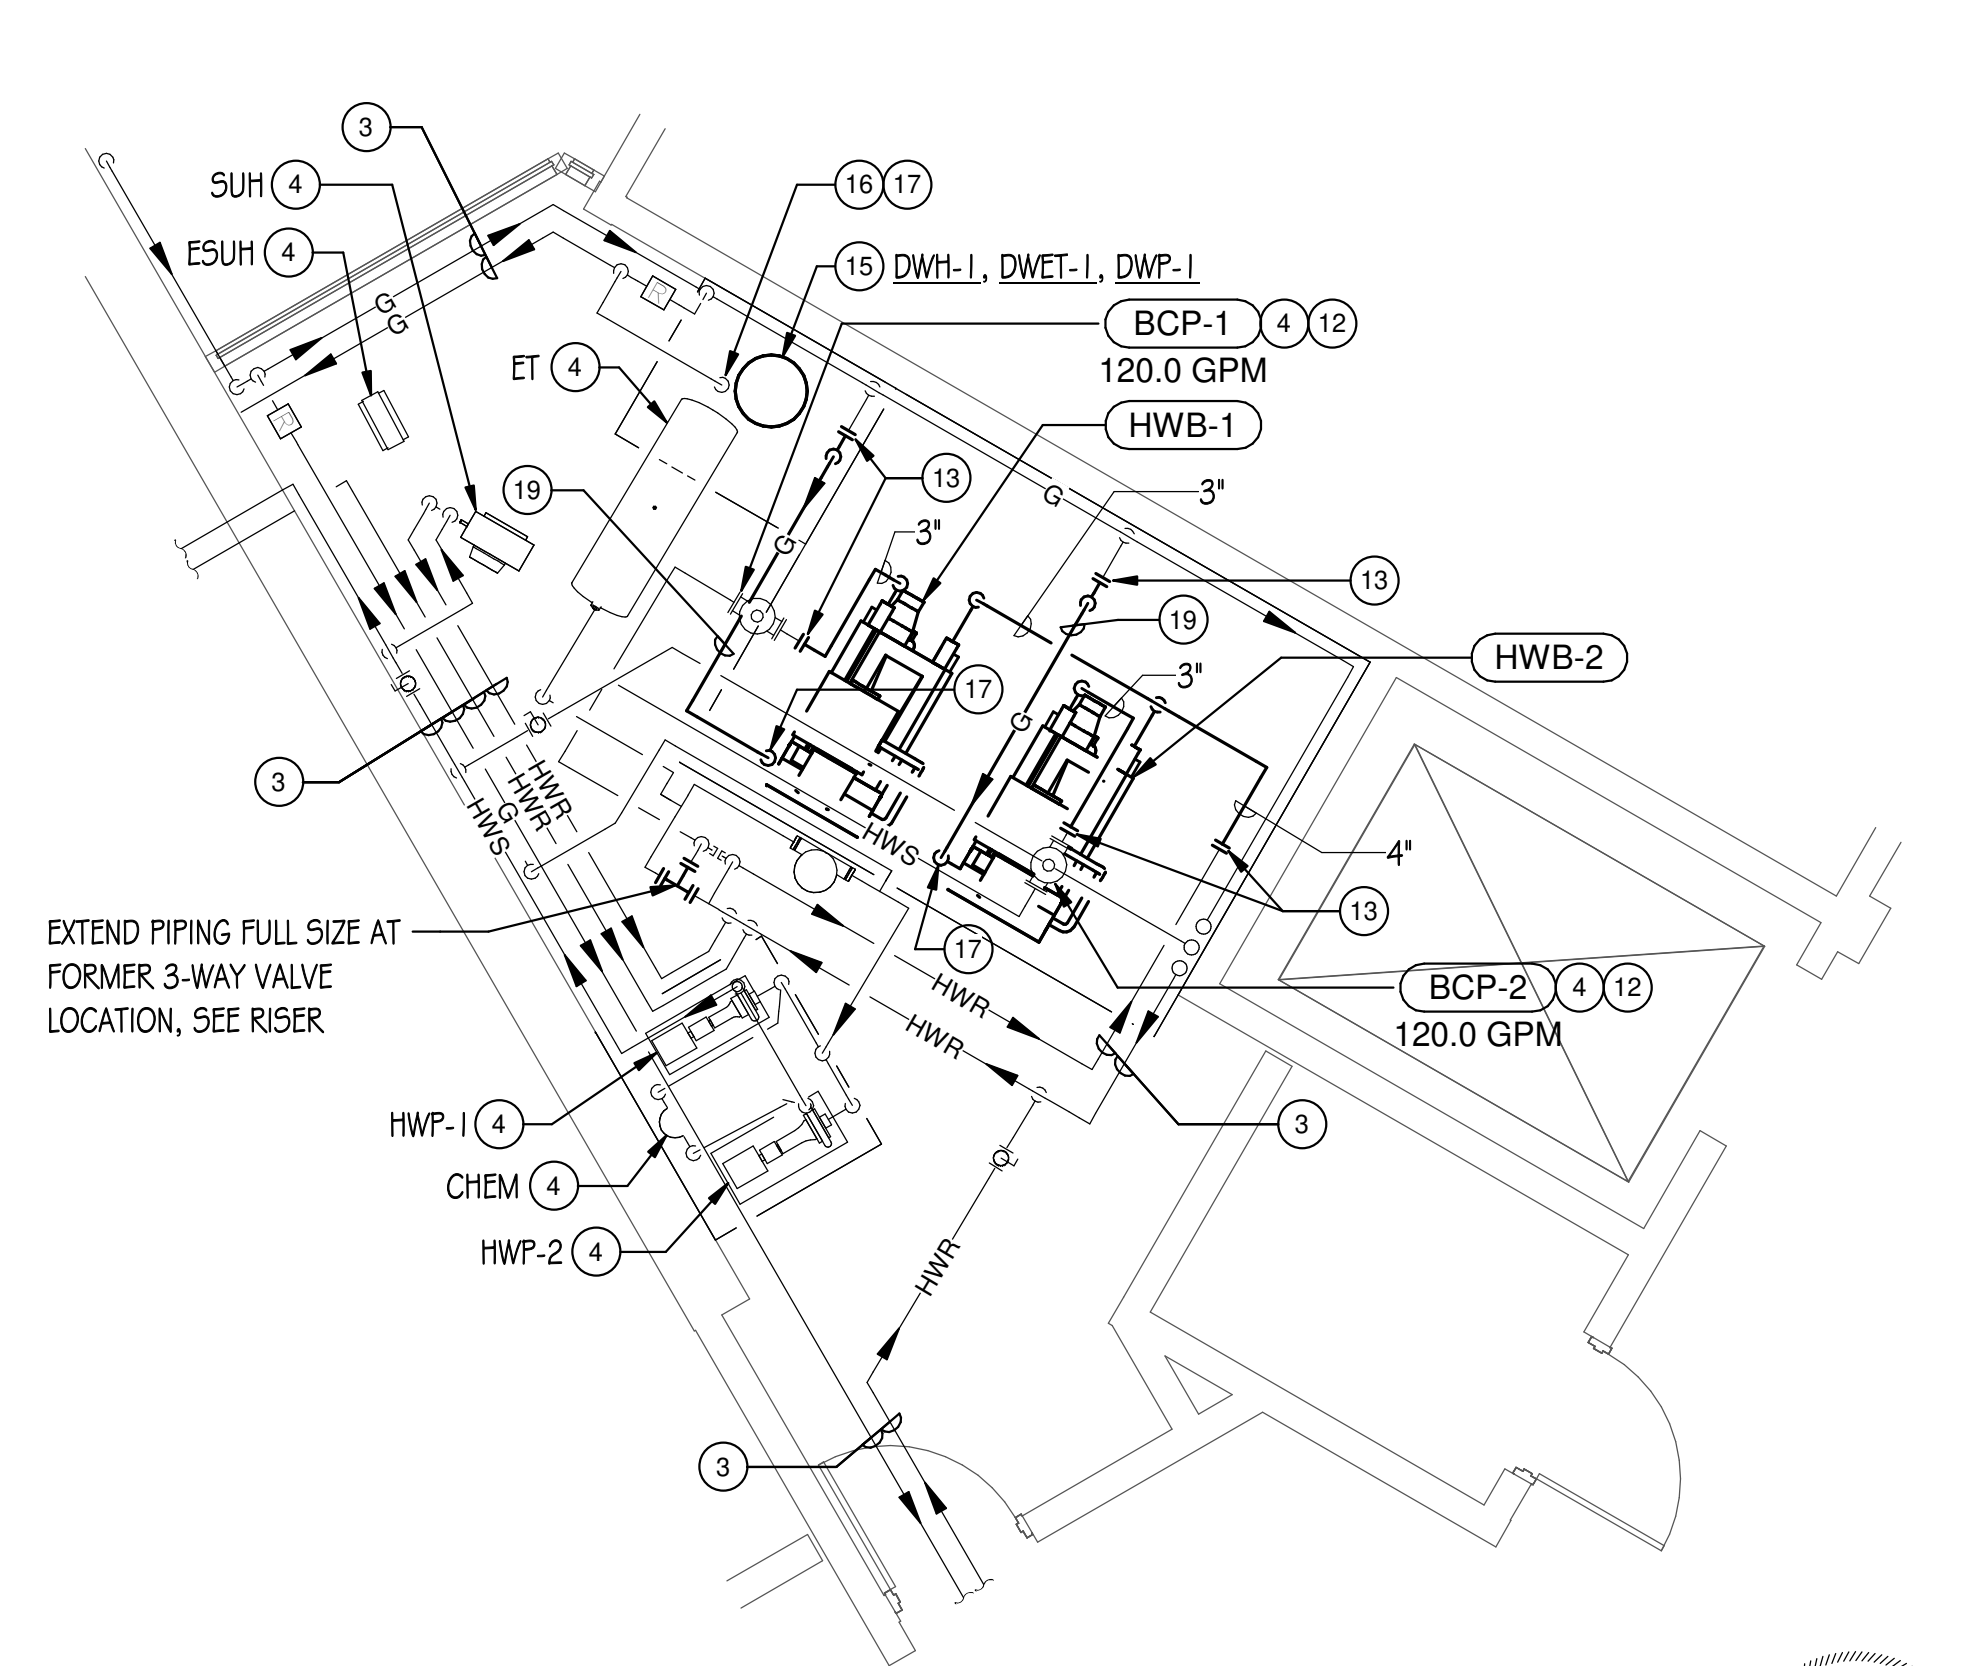 3
SUH 4
16 17
ESUH 4
15 DWH-1, DWET-1, DWP-1
G
G
R
BCP-1 4 12
120.0 GPM
ET 4
R
HWB-1
13
19
3"
G
3"
G
13
19
HWB-2
3"
17
G
3
HWR
HWR
G
HWS
HWS
4"
13
EXTEND PIPING FULL SIZE AT
FORMER 3-WAY VALVE
LOCATION, SEE RISER
17
HWR
HWR
BCP-2 4 12
120.0 GPM
HWP-1 4
3
CHEM 4
HWP-2 4
HWR
3